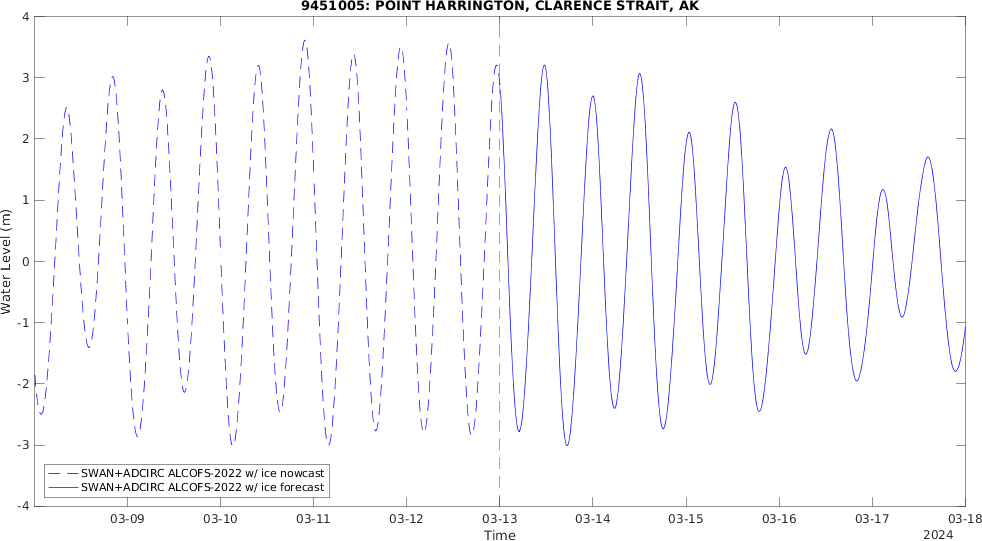 9451005: POINT HARRINGTON, CLARENCE STRAIT, AK
4
3
2
1
0
-1
-2
-3
-4
Water Level (m)
SWAN+ADCIRC ALCOFS-2022 w/ ice nowcast
SWAN+ADCIRC ALCOFS-2022 w/ ice forecast
03-09 03-10 03-11 03-12 03-13 03-14 03-15 03-16 03-17 03-18
Time
2024